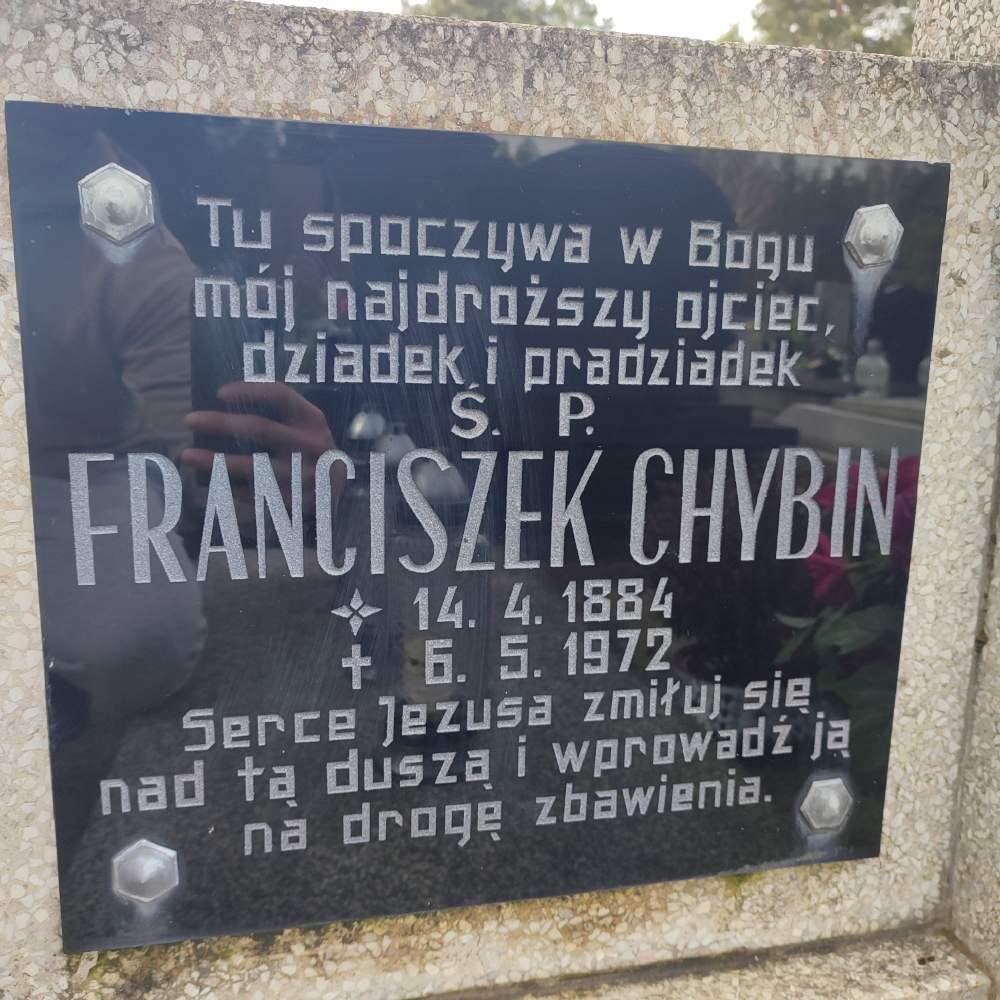 Tu spoczywa w Bogu
mój najdroższy ojciec,
dziadek i pradziadek
Ś. P.
FRANCISZEK CHYBIN
14. 4. 1884
6. 5. 1972
Serce Jezusa zmiłuj się
nad tą duszą i wprowadź ją
na drogę zbawienia.